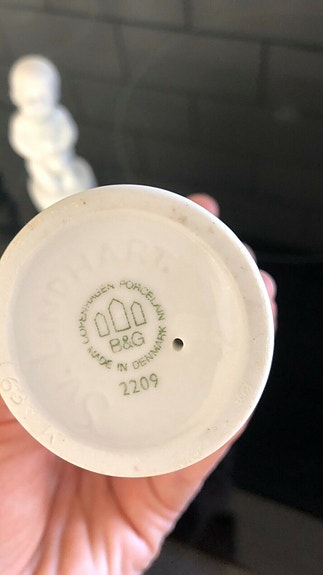 COPENHAGEN PORCELAIN
B&G
MADE IN DENMARK
2209